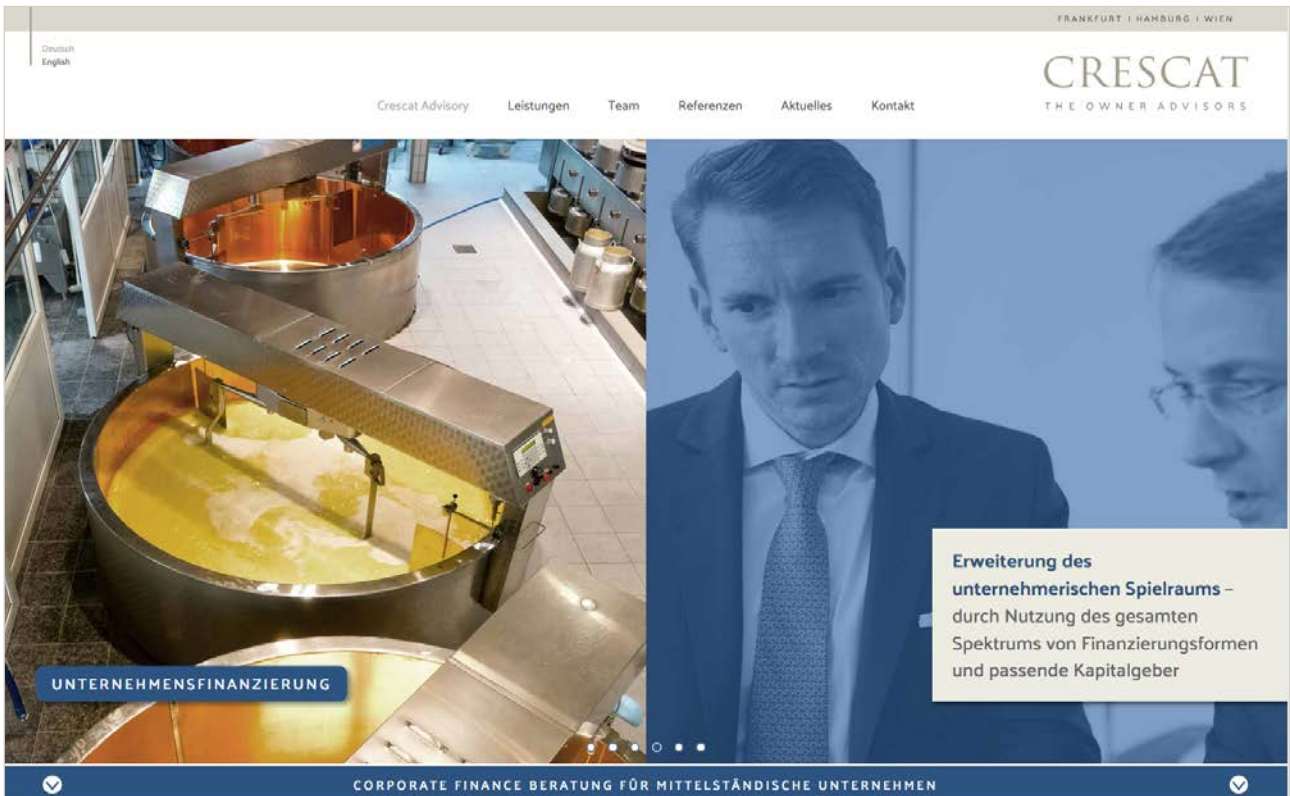 FRANKFURT | HAMBURG | WIEN
Deutsch
English
CRESCAT
THE OWNER ADVISORS
Crescat Advisory Leistungen Team Referenzen Aktuelles Kontakt
Erweiterung des
unternehmerischen Spielraums –
durch Nutzung des gesamten
Spektrums von Finanzierungsformen
und passende Kapitalgeber
UNTERNEHMENSFINANZIERUNG
CORPORATE FINANCE BERATUNG FÜR MITTELSTÄNDISCHE UNTERNEHMEN